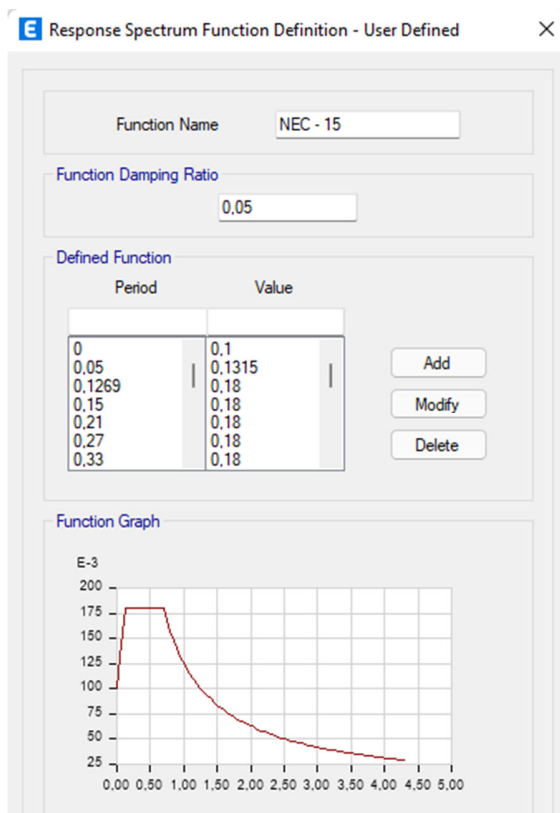 E Response Spectrum Function Definition - User Defined
Function Name NEC - 15
Function Damping Ratio
0,05
Defined Function
Period Value
0 0,1
0,05 0,1315
0,1269 0,18
0,15 0,18
0,21 0,18
0,27 0,18
0,33 0,18
Add
Modify
Delete
Function Graph
E-3
200
175
150
125
100
75
50
25
0,00 0,50 1,00 1,50 2,00 2,50 3,00 3,50 4,00 4,50 5,00